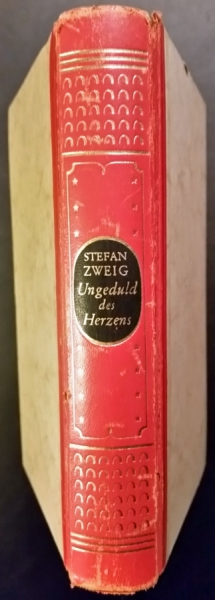 STEFAN
ZWEIG
Ungeduld
des
Herzens